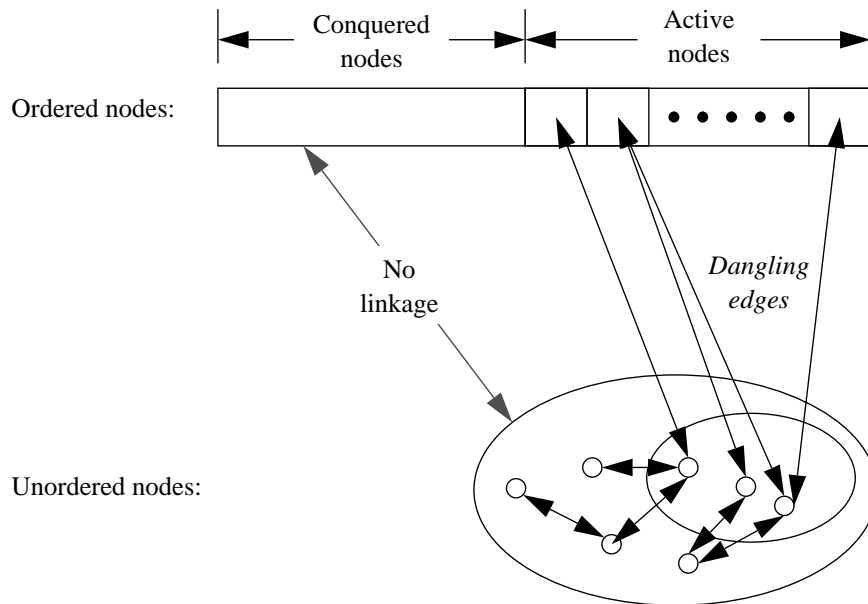 Conquered
nodes
Active
nodes
Ordered nodes:
No
linkage
Dangling
edges
Unordered nodes: